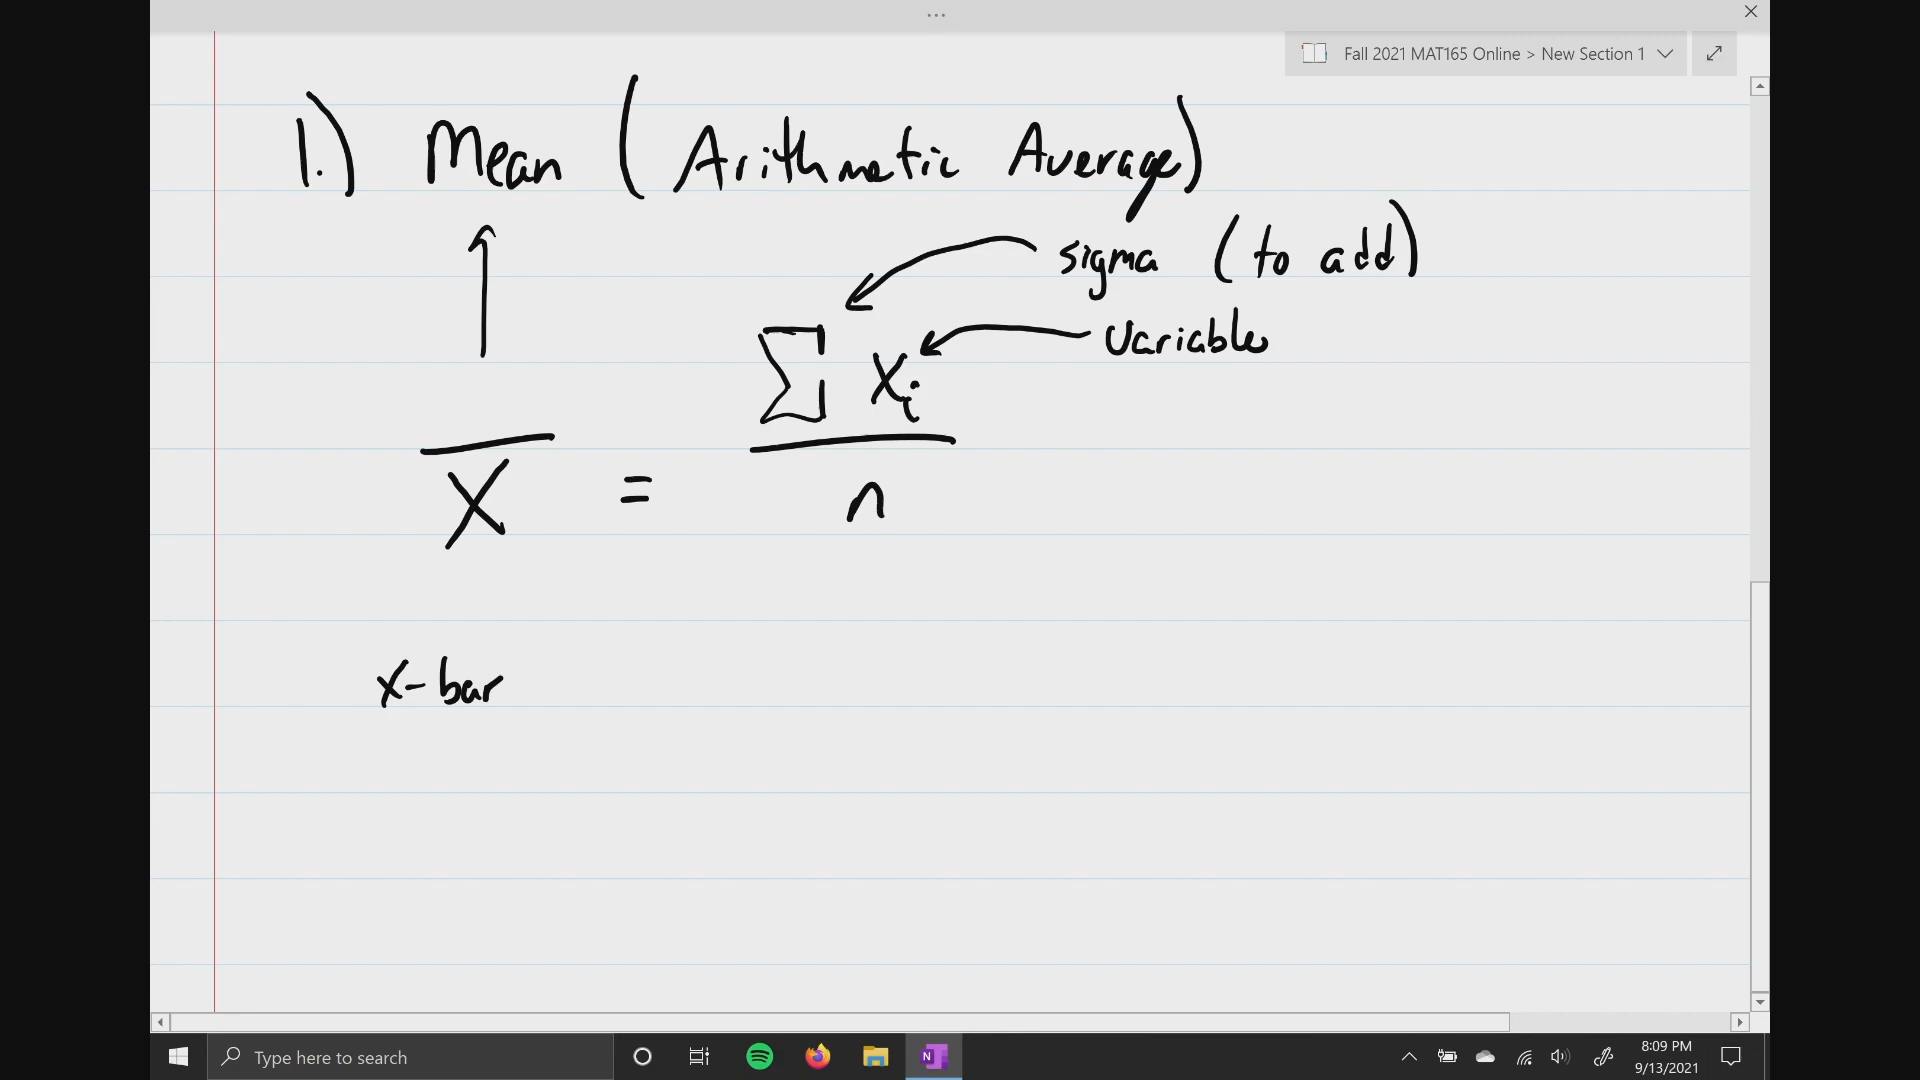 ...
Fall 2021 MAT165 Online > New Section 1
1.) Mean (Arithmetic Average)
sigma (to add)
variable
∑ xi
x̄ = n
x-bar
Type here to search
N
8:09 PM
9/13/2021